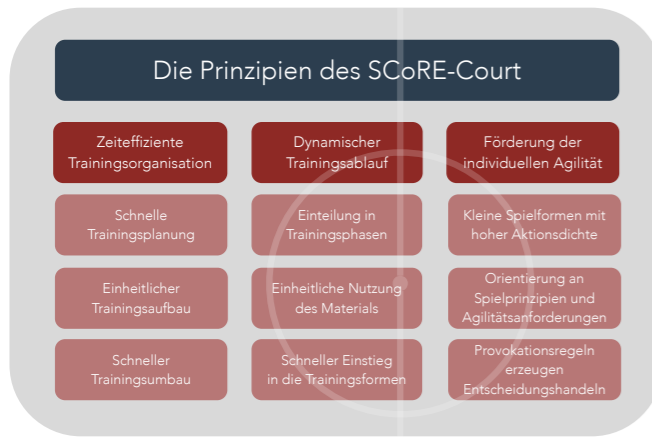 Die Prinzipien des SCoRE-Court
Zeiteffiziente
Trainingsorganisation
Dynamischer
Trainingsablauf
Förderung der
individuellen Agilität
Schnelle
Trainingsplanung
Einteilung in
Trainingsphasen
Kleine Spielformen mit
hoher Aktionsdichte
Einheitlicher
Trainingsaufbau
Einheitliche Nutzung
des Materials
Orientierung an
Spielprinzipien und
Agilitätsanforderungen
Schneller
Trainingsumbau
Schneller Einstieg
in die Trainingsformen
Provokationsregeln
erzeugen
Entscheidungshandeln